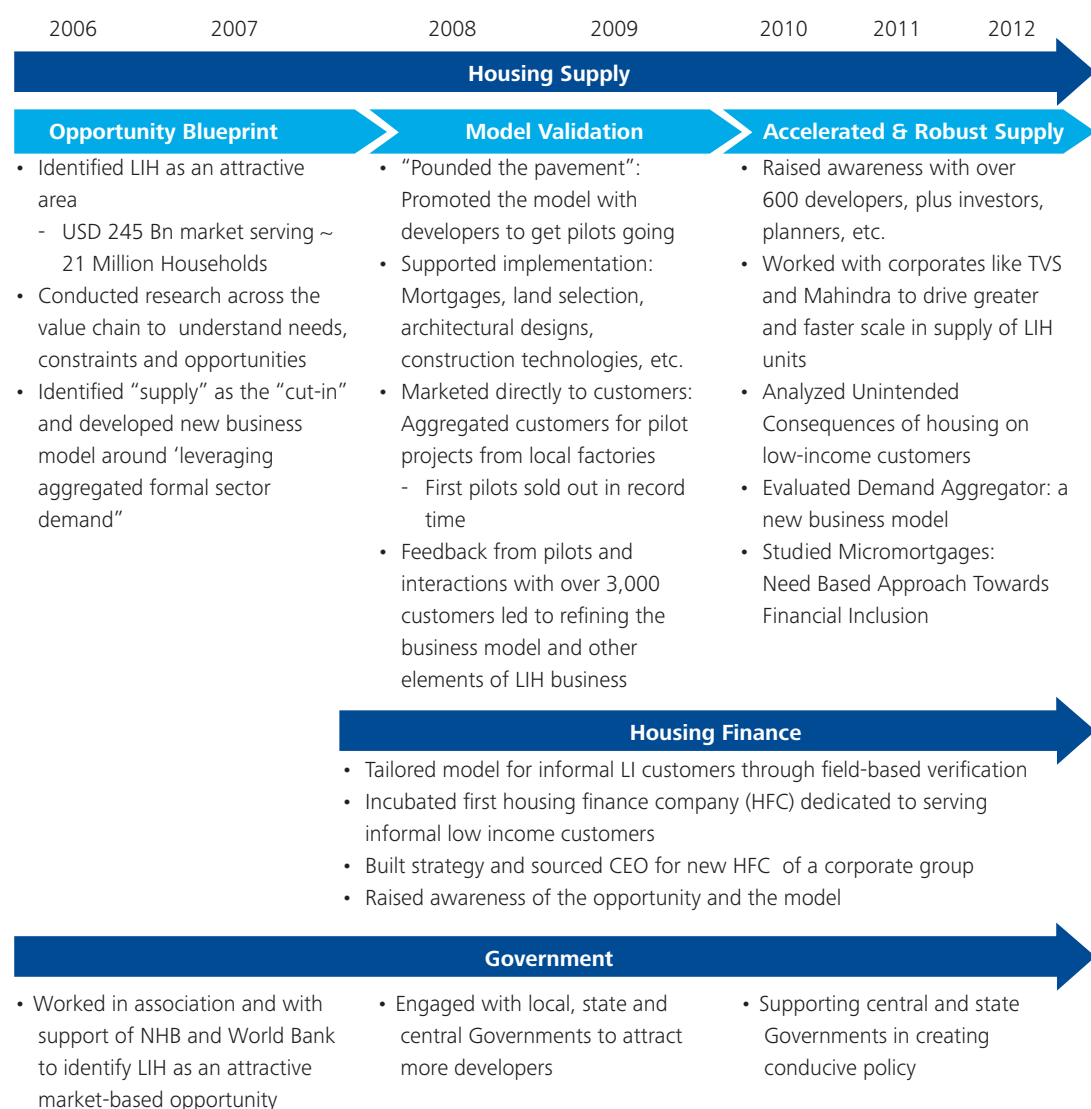 2006 2007 2008 2009 2010 2011 2012
Housing Supply
Opportunity Blueprint
• Identified LIH as an attractive
area
- USD 245 Bn market serving ~
21 Million Households
• Conducted research across the
value chain to understand needs,
constraints and opportunities
• Identified “supply” as the “cut-in”
and developed new business
model around ‘leveraging
aggregated formal sector
demand”
Model Validation
• “Pounded the pavement”:
Promoted the model with
developers to get pilots going
• Supported implementation:
Mortgages, land selection,
architectural designs,
construction technologies, etc.
• Marketed directly to customers:
Aggregated customers for pilot
projects from local factories
- First pilots sold out in record
time
• Feedback from pilots and
interactions with over 3,000
customers led to refining the
business model and other
elements of LIH business
Accelerated & Robust Supply
• Raised awareness with over
600 developers, plus investors,
planners, etc.
• Worked with corporates like TVS
and Mahindra to drive greater
and faster scale in supply of LIH
units
• Analyzed Unintended
Consequences of housing on
low-income customers
• Evaluated Demand Aggregator: a
new business model
• Studied Micromortgages:
Need Based Approach Towards
Financial Inclusion
Housing Finance
• Tailored model for informal LI customers through field-based verification
• Incubated first housing finance company (HFC) dedicated to serving
informal low income customers
• Built strategy and sourced CEO for new HFC of a corporate group
• Raised awareness of the opportunity and the model
Government
• Worked in association and with
support of NHB and World Bank
to identify LIH as an attractive
market-based opportunity
• Engaged with local, state and
central Governments to attract
more developers
• Supporting central and state
Governments in creating
conducive policy